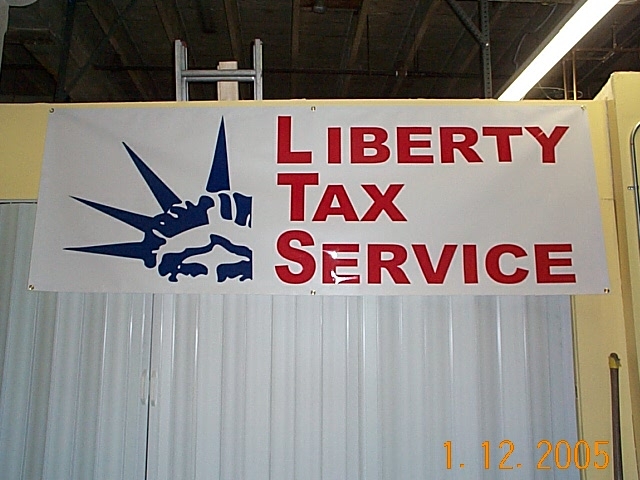 LIBERTY
TAX
SERVICE
1. 12. 2005